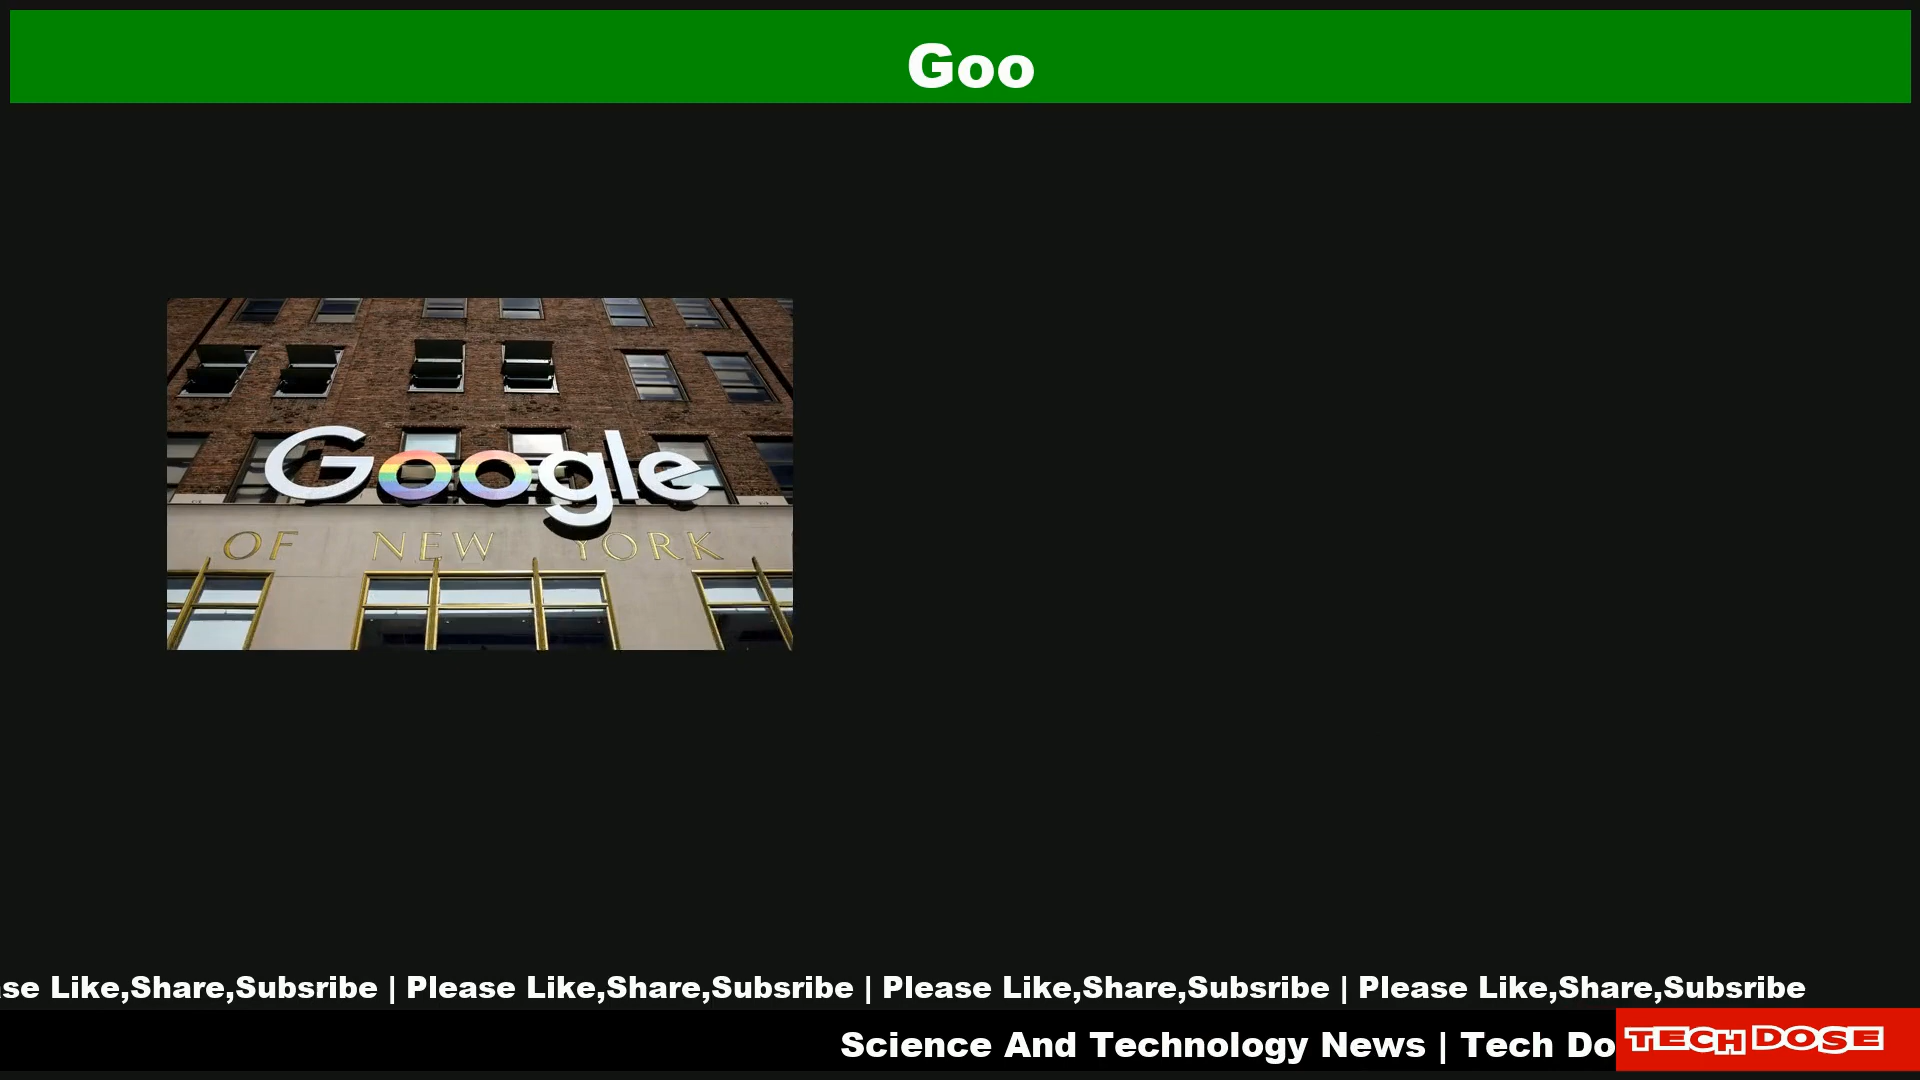 Goo
Google
OF NEW YORK
se Like,Share,Subsribe | Please Like,Share,Subsribe | Please Like,Share,Subsribe | Please Like,Share,Subsribe
Science And Technology News | Tech Do
TECH DOSE